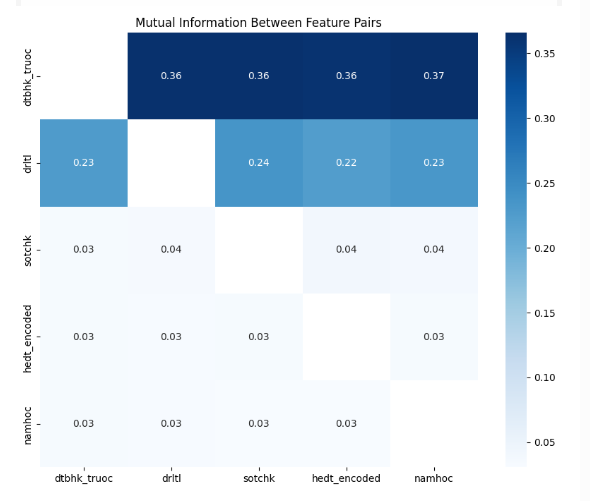 Mutual Information Between Feature Pairs
dtbhk_truoc
0.36 0.36 0.36 0.37
drltl
0.23 0.24 0.22 0.23
sotchk
0.03 0.04 0.04 0.04
hedt_encoded
0.03 0.03 0.03 0.03
namhoc
0.03 0.03 0.03 0.03
dtbhk_truoc drltl sotchk hedt_encoded namhoc
0.35
0.30
0.25
0.20
0.15
0.10
0.05